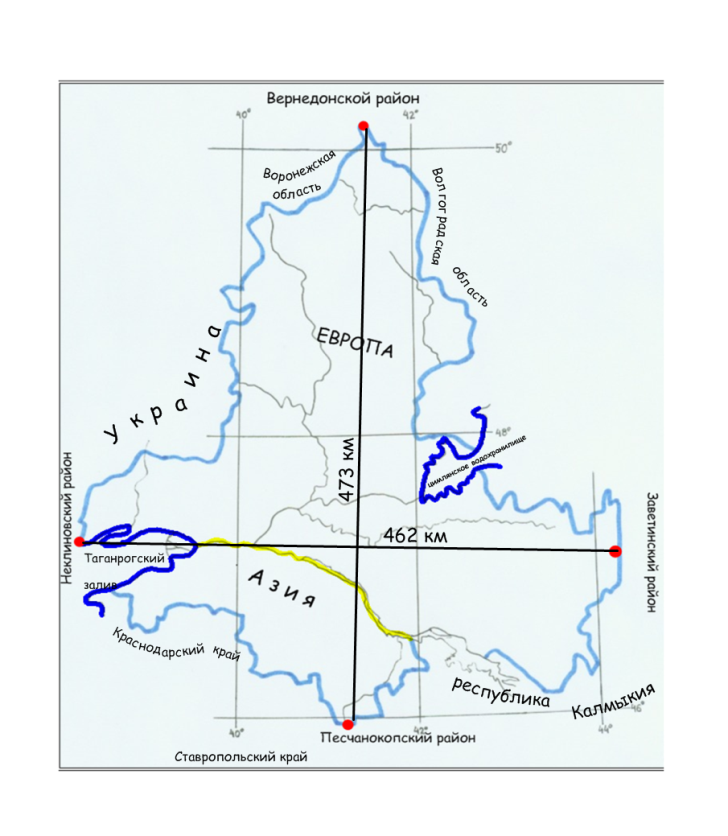 Вернедонской район
40°
42°
50°
Воронежская
область
Волгоградская
область
ЕВРОПА
Украина
48°
цимлянское водохранилище
473 км
462 км
Неклиновский район
Заветинский район
Таганрогский
залив
Азия
Краснодарский край
республика
Калмыкия
46°
40°
42°
44°
Песчанокопский район
Ставропольский край